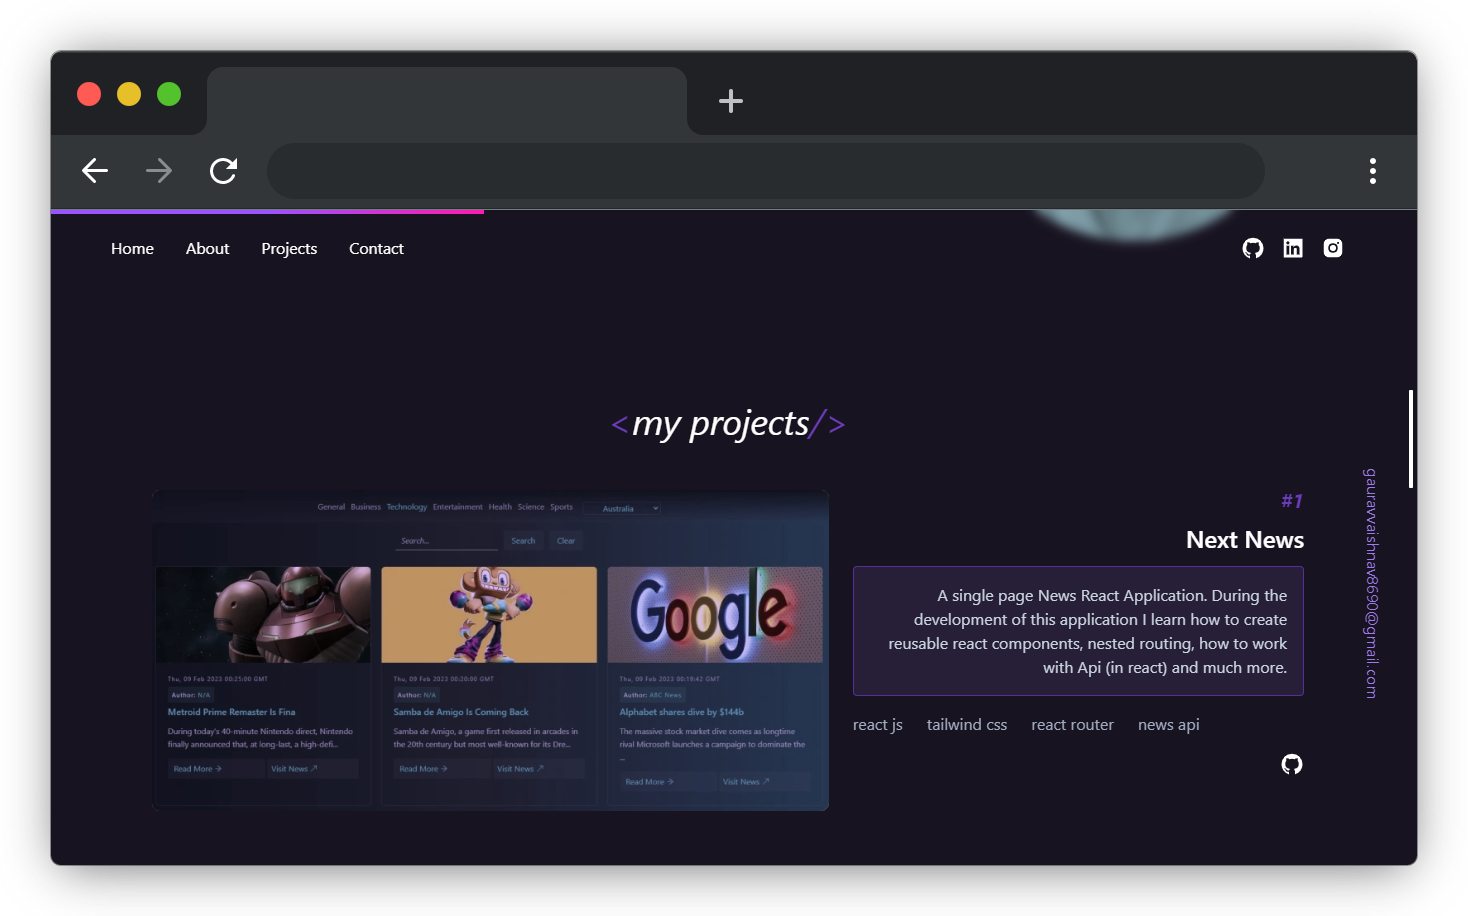 Home About Projects Contact
<my projects/>
General Business Technology Entertainment Health Science Sports Australia
Search... Search Clear
Google
Thu, 09 Feb 2023 00:25:00 GMT
Author: N/A
Metroid Prime Remaster Is Fina
During today's 40-minute Nintendo direct, Nintendo
finally announced that, at long-last, a high-defi...
Read More → Visit News ↗
Thu, 09 Feb 2023 00:20:00 GMT
Author: N/A
Samba de Amigo Is Coming Back
Samba de Amigo, a game first released in arcades in
the 20th century but most well-known for its Dre...
Read More → Visit News ↗
Thu, 09 Feb 2023 00:19:42 GMT
Author: ABC News
Alphabet shares dive by $144b
The massive stock market dive comes as longtime
rival Microsoft launches a campaign to dominate the
...
Read More → Visit News ↗
#1
Next News
A single page News React Application. During the
development of this application I learn how to create
reusable react components, nested routing, how to work
with Api (in react) and much more.
react js tailwind css react router news api
gauravvaishnav8690@gmail.com